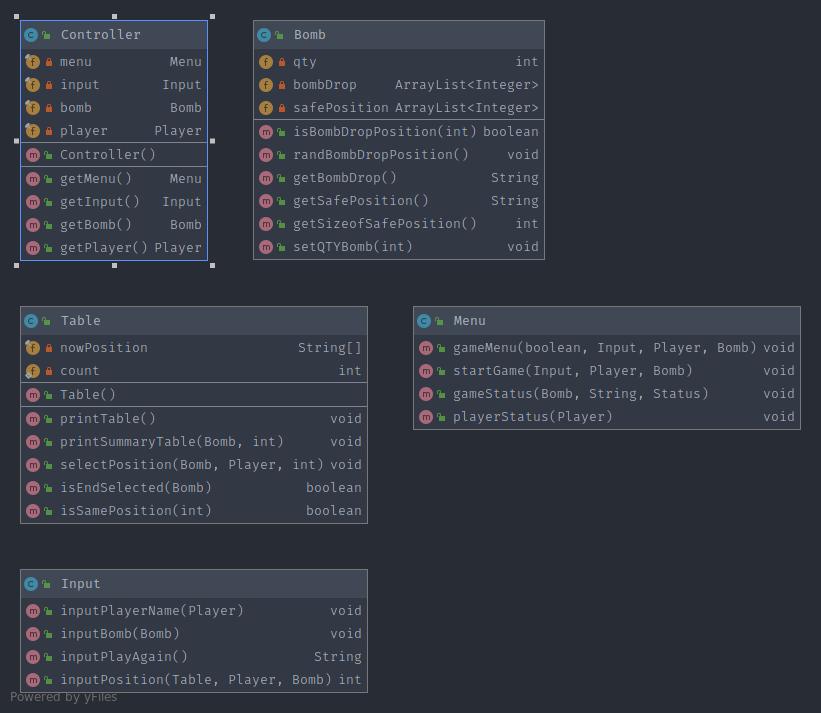 Controller
menu Menu
input Input
bomb Bomb
player Player
Controller()
getMenu() Menu
getInput() Input
getBomb() Bomb
getPlayer() Player
Bomb
qty int
bombDrop ArrayList<Integer>
safePosition ArrayList<Integer>
isBombDropPosition(int) boolean
randBombDropPosition() void
getBombDrop() String
getSafePosition() String
getSizeofSafePosition() int
setQTYBomb(int) void
Table
nowPosition String[]
count int
Table()
printTable() void
printSummaryTable(Bomb, int) void
selectPosition(Bomb, Player, int) void
isEndSelected(Bomb) boolean
isSamePosition(int) boolean
Menu
gameMenu(boolean, Input, Player, Bomb) void
startGame(Input, Player, Bomb) void
gameStatus(Bomb, String, Status) void
playerStatus(Player) void
Input
inputPlayerName(Player) void
inputBomb(Bomb) void
inputPlayAgain() String
inputPosition(Table, Player, Bomb) int
Powered by yFiles